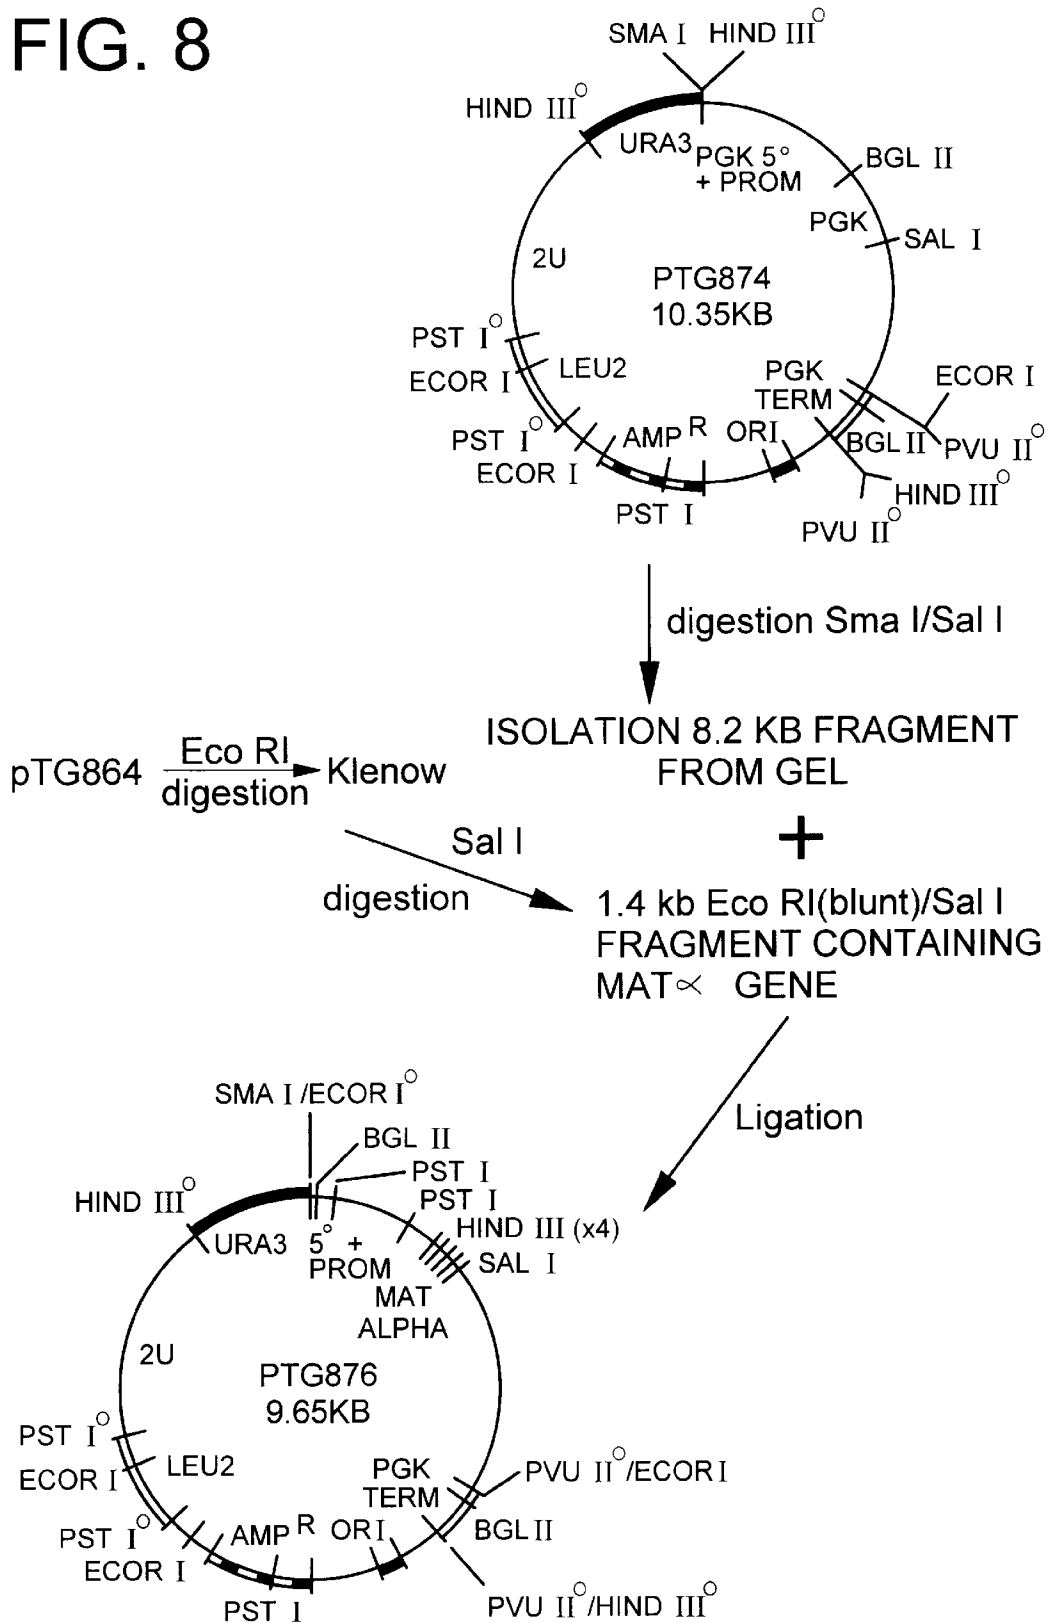 FIG. 8
SMA I HIND III°
HIND III°
URA3
PGK 5°
+ PROM
BGL II
PGK
SAL I
2U
PTG874
10.35KB
PST I°
ECOR I
LEU2
PGK
TERM
ECOR I
PST I°
ECOR I
AMP R
ORI
BGL II
PVU II°
HIND III°
PST I
PVU II°
digestion Sma I/Sal I
ISOLATION 8.2 KB FRAGMENT
FROM GEL
pTG864
Eco RI
digestion
Klenow
+
Sal I
digestion
1.4 kb Eco RI(blunt)/Sal I
FRAGMENT CONTAINING
MAT∝ GENE
Ligation
SMA I /ECOR I°
BGL II
PST I
PST I
HIND III°
HIND III (x4)
SAL I
URA3
5° +
PROM
MAT
ALPHA
2U
PTG876
9.65KB
PST I°
ECOR I
LEU2
PGK
TERM
PVU II°/ECOR I
PST I°
ECOR I
AMP R
ORI
BGL II
PST I
PVU II°/HIND III°